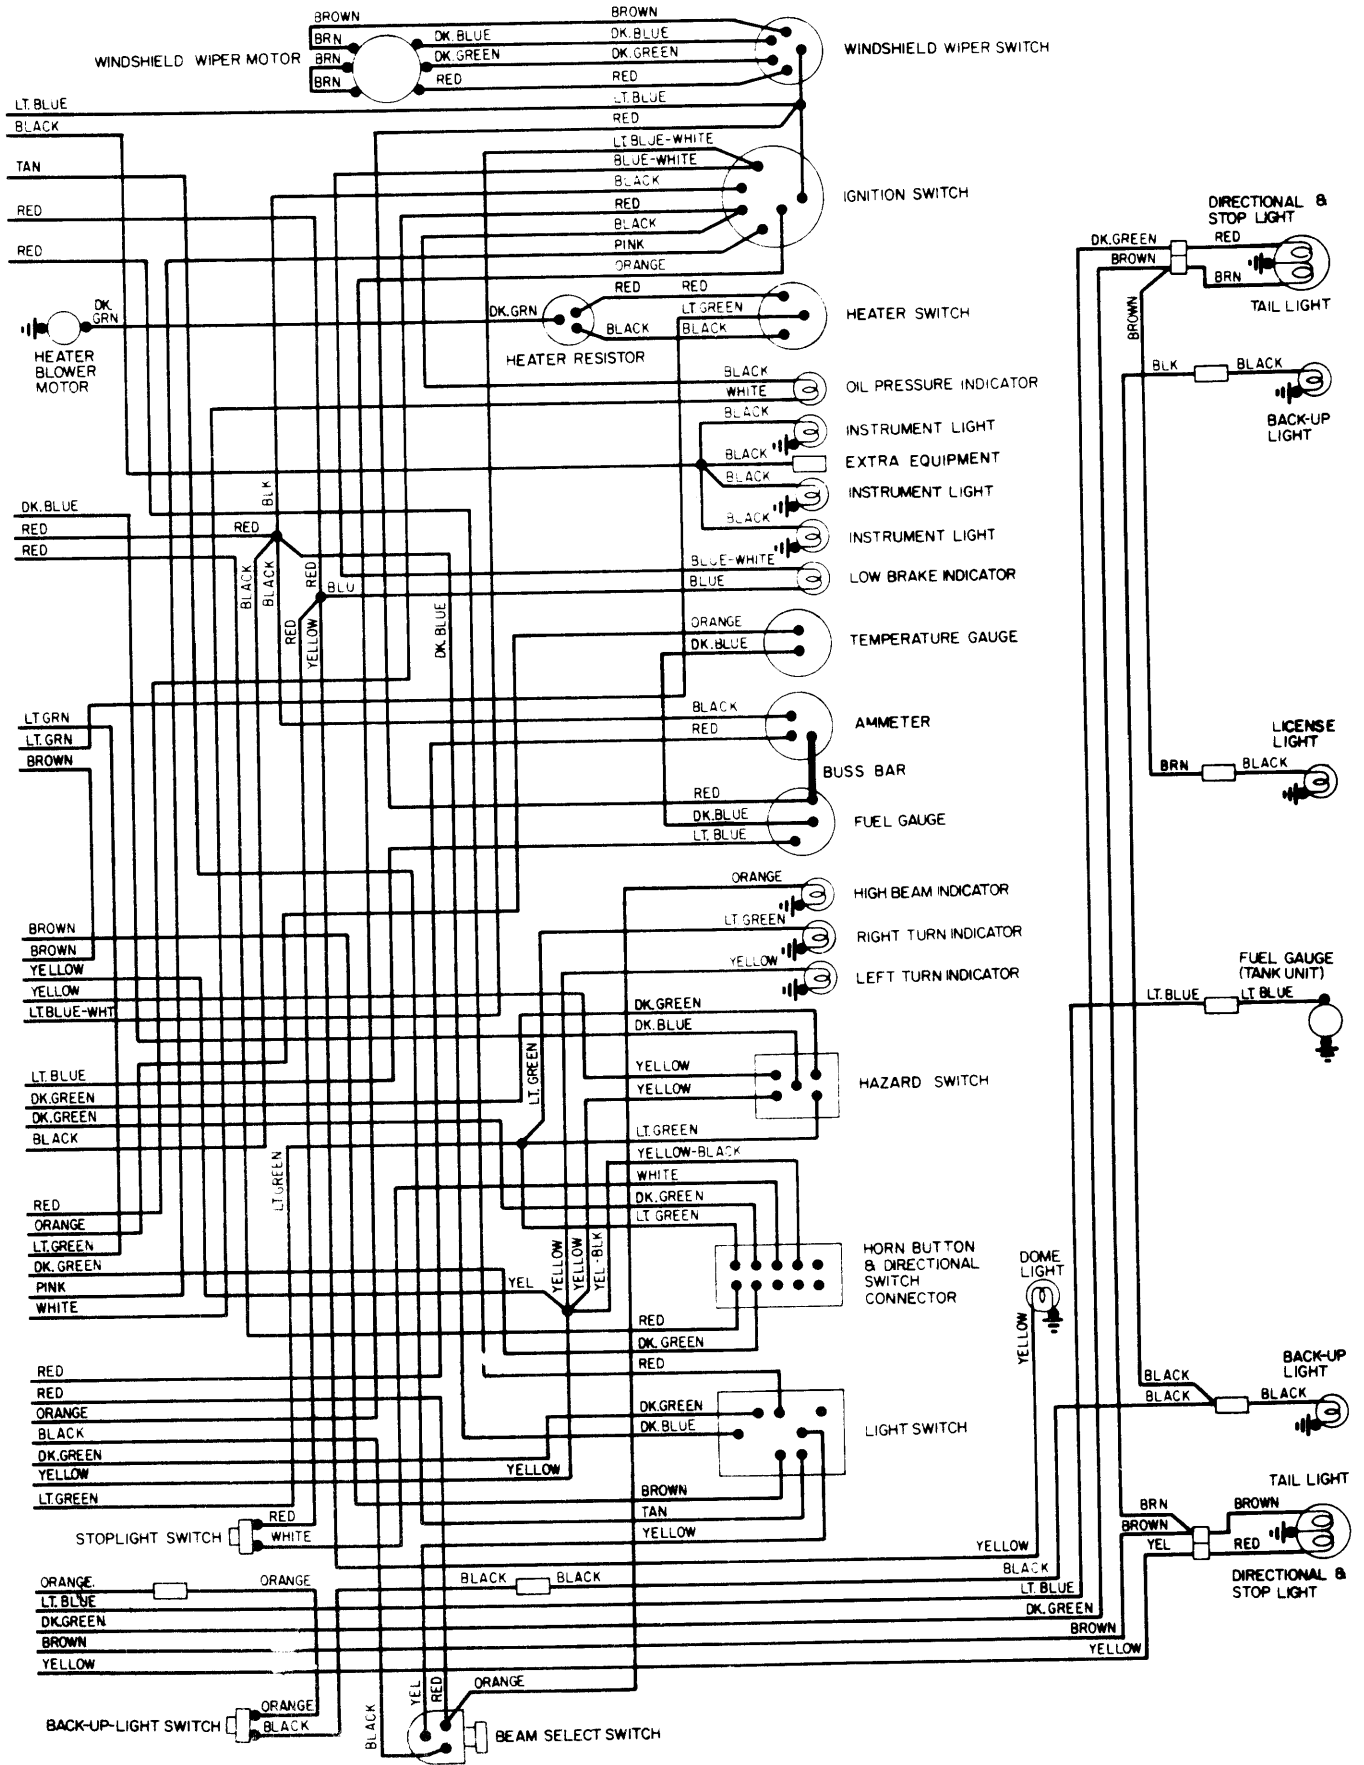 BROWN
BROWN
BRN
DK.BLUE
DK.BLUE
WINDSHIELD WIPER MOTOR
BRN
DK.GREEN
DK.GREEN
WINDSHIELD WIPER SWITCH
BRN
RED
RED
LT.BLUE
LT.BLUE
BLACK
RED
LT BLUE-WHITE
TAN
BLUE-WHITE
BLACK
IGNITION SWITCH
RED
RED
BLACK
RED
PINK
ORANGE
DIRECTIONAL &
STOP LIGHT
DK.GREEN
RED
BROWN
BRN
TAIL LIGHT
BROWN
DK.
GRN
DK.GRN
RED
RED
LT.GREEN
HEATER SWITCH
BLACK
BLACK
HEATER
BLOWER
MOTOR
HEATER RESISTOR
BLACK
OIL PRESSURE INDICATOR
WHITE
BLK
BLACK
BACK-UP
LIGHT
BLACK
INSTRUMENT LIGHT
BLACK
EXTRA EQUIPMENT
BLACK
INSTRUMENT LIGHT
BLACK
INSTRUMENT LIGHT
BLK
DK.BLUE
RED
RED
RED
BLUE-WHITE
BLUE
LOW BRAKE INDICATOR
BLACK
BLACK
RED
BLU
RED
YELLOW
DK.BLUE
ORANGE
DK.BLUE
TEMPERATURE GAUGE
LT GRN
LT.GRN
BROWN
BLACK
RED
AMMETER
BUSS BAR
RED
DK.BLUE
LT. BLUE
FUEL GAUGE
LICENSE
LIGHT
BRN
BLACK
ORANGE
HIGH BEAM INDICATOR
LT.GREEN
RIGHT TURN INDICATOR
YELLOW
LEFT TURN INDICATOR
BROWN
BROWN
YELLOW
YELLOW
LT.BLUE-WHT
FUEL GAUGE
(TANK UNIT)
LT.BLUE
LT BLUE
DK.GREEN
DK.BLUE
LT. GREEN
YELLOW
YELLOW
HAZARD SWITCH
LT. BLUE
DK.GREEN
DK.GREEN
BLACK
LT.GREEN
YELLOW-BLACK
WHITE
DK.GREEN
LT GREEN
LT.GREEN
RED
ORANGE
LT.GREEN
DK. GREEN
PINK
WHITE
YEL
YELLOW
YELLOW
YEL-BLK
HORN BUTTON
& DIRECTIONAL
SWITCH
CONNECTOR
DOME
LIGHT
YELLOW
RED
DK. GREEN
RED
RED
RED
ORANGE
BLACK
DK.GREEN
YELLOW
LT.GREEN
BLACK
BLACK
BACK-UP
LIGHT
BLACK
DK.GREEN
DK.BLUE
LIGHT SWITCH
YELLOW
BROWN
TAN
YELLOW
RED
STOPLIGHT SWITCH
WHITE
TAIL LIGHT
BRN
BROWN
BROWN
YEL
RED
DIRECTIONAL &
STOP LIGHT
YELLOW
BLACK
LT. BLUE
DK.GREEN
BROWN
YELLOW
ORANGE.
ORANGE
BLACK
BLACK
LT. BLUE
DK.GREEN
BROWN
YELLOW
ORANGE
BACK-UP-LIGHT SWITCH
BLACK
BLACK
YEL
RED
ORANGE
BEAM SELECT SWITCH